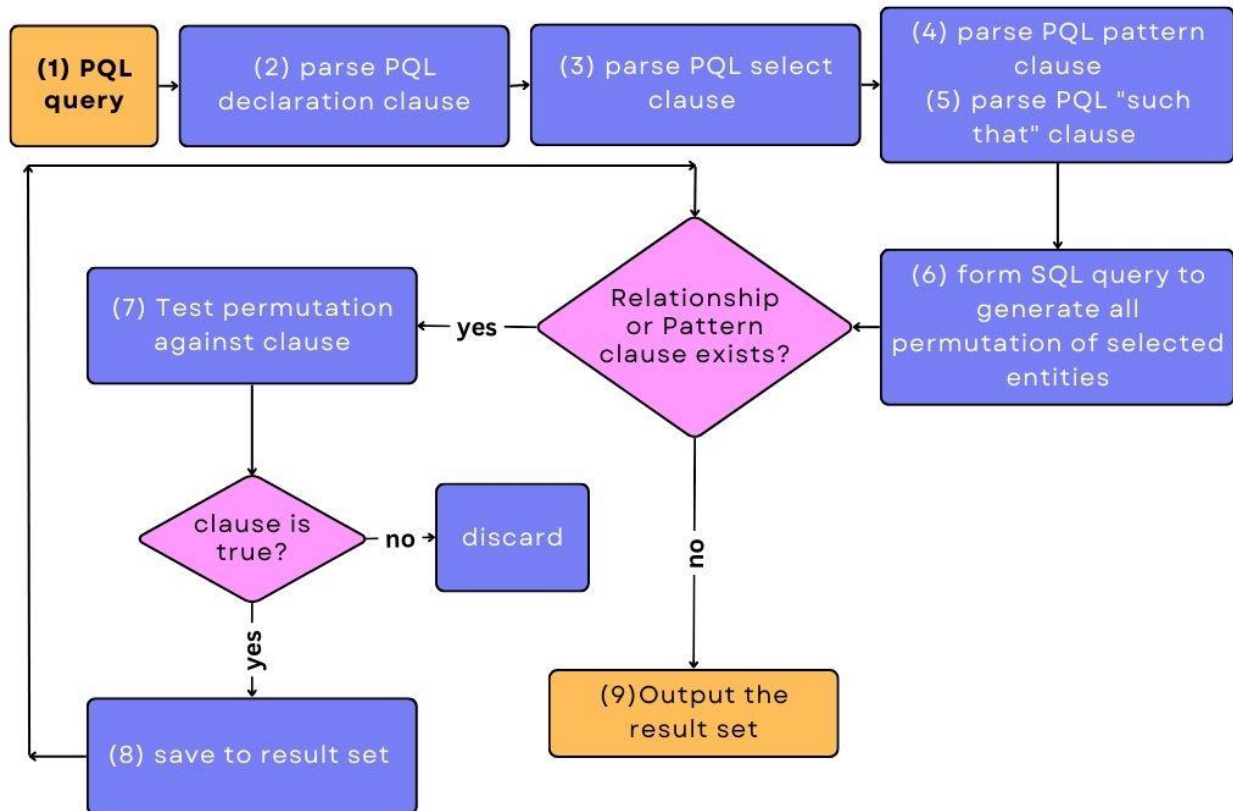 (1) PQL
query
(2) parse PQL
declaration clause
(3) parse PQL select
clause
(4) parse PQL pattern
clause
(5) parse PQL "such
that" clause
(6) form SQL query to
generate all
permutation of selected
entities
Relationship
or Pattern
clause exists?
yes
(7) Test permutation
against clause
clause is
true?
no
discard
yes
(8) save to result set
no
(9)Output the
result set